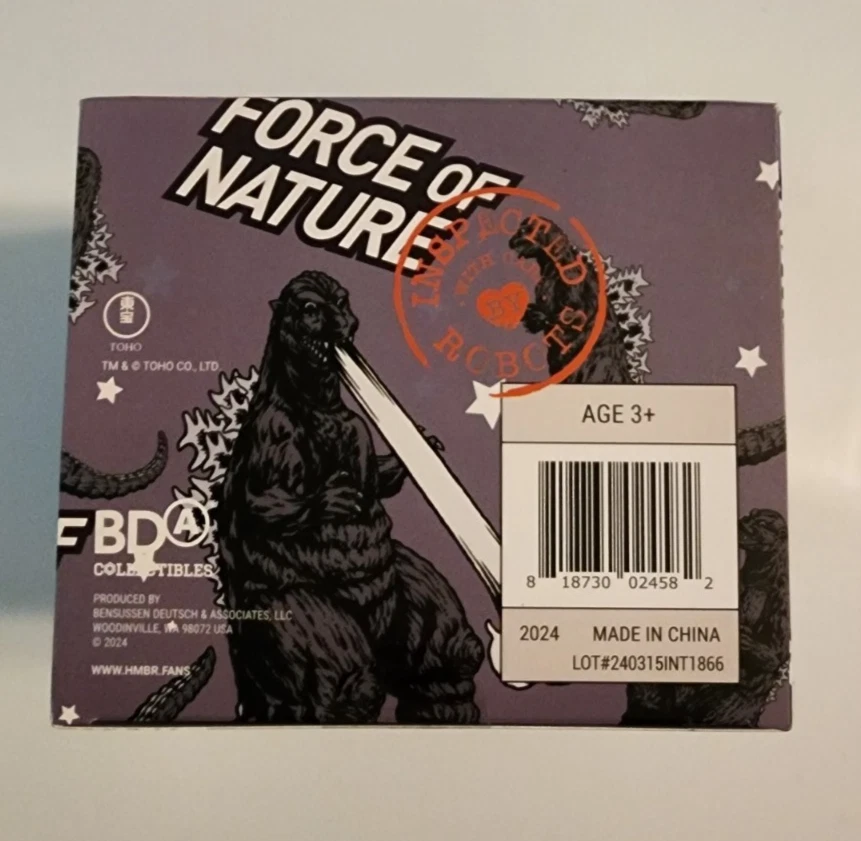 FORCE OF
NATURE
INSPECTED
WITH
BY
ROBOTS
東宝
TOHO
TM & © TOHO CO., LTD.
AGE 3+
8 18730 02458 2
2024 MADE IN CHINA
LOT#240315INT1866
BDA
COLLECTIBLES
PRODUCED BY
BENSUSSEN DEUTSCH & ASSOCIATES, LLC
WOODINVILLE, WA 98072 USA
© 2024
WWW.HMBR.FANS